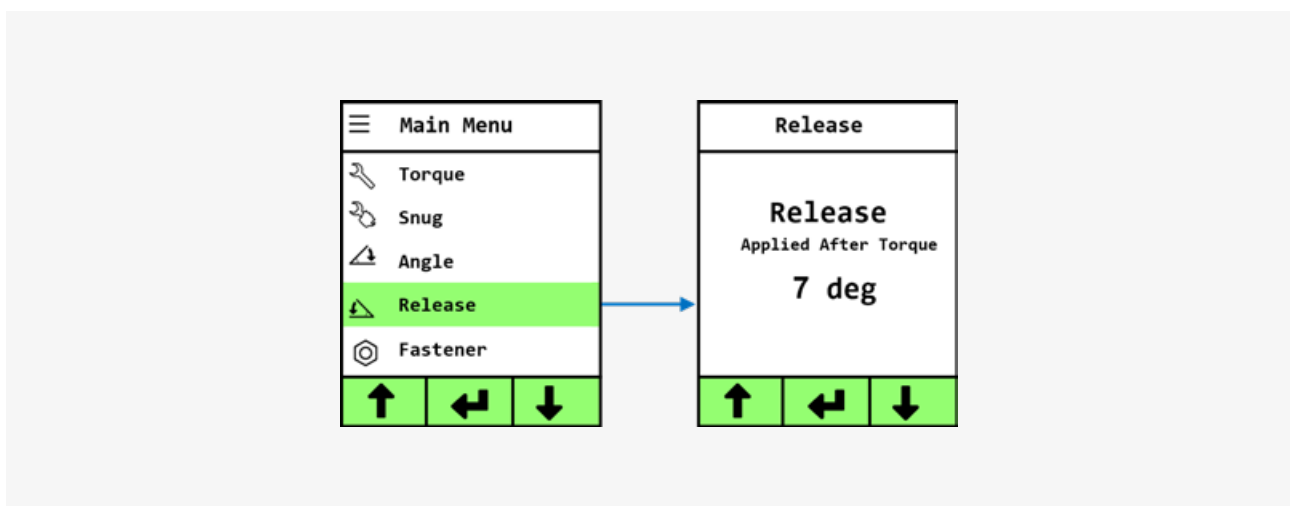 Main Menu
Torque
Snug
Angle
Release
Fastener
Release
Release
Applied After Torque
7 deg